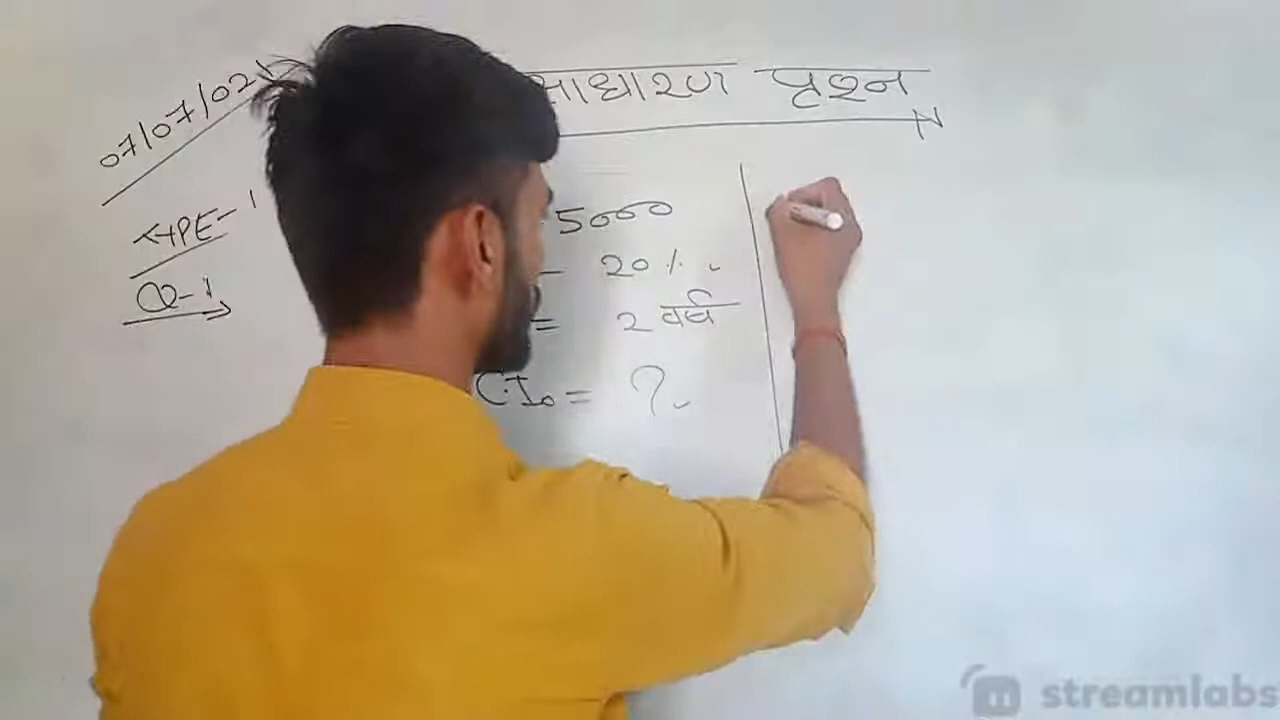 07/07/021
साधारण प्रश्न
TYPE-1
Q-1
5000
- 20%.
= 2 वर्ष
C.I. = ?
streamlabs